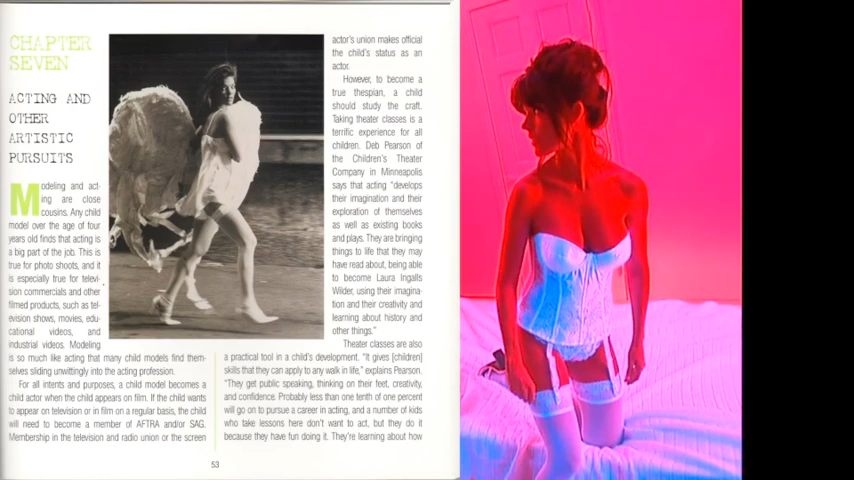 CHAPTER
SEVEN
ACTING AND
OTHER
ARTISTIC
PURSUITS
Modeling and act-
ing are close
cousins. Any child
model over the age of four
years old finds that acting is
a big part of the job. This is
true for photo shoots, and it
is especially true for televi-
sion commercials and other
filmed products, such as tel-
evision shows, movies, edu-
cational videos, and
industrial videos. Modeling
is so much like acting that many child models find them-
selves sliding unwittingly into the acting profession.
For all intents and purposes, a child model becomes a
child actor when the child appears on film. If the child wants
to appear on television or in film on a regular basis, the child
will need to become a member of AFTRA and/or SAG.
Membership in the television and radio union or the screen
actor's union makes official
the child's status as an
actor.
However, to become a
true thespian, a child
should study the craft.
Taking theater classes is a
terrific experience for all
children. Deb Pearson of
the Children's Theater
Company in Minneapolis
says that acting "develops
their imagination and their
exploration of themselves
as well as existing books
and plays. They are bringing
things to life that they may
have read about, being able
to become Laura Ingalls
Wilder, using their imagina-
tion and their creativity and
learning about history and
other things."
Theater classes are also
a practical tool in a child's development. "It gives [children]
skills that they can apply to any walk in life," explains Pearson.
"They get public speaking, thinking on their feet, creativity,
and confidence. Probably less than one tenth of one percent
will go on to pursue a career in acting, and a number of kids
who take lessons here don't want to act, but they do it
because they have fun doing it. They're learning about how
53